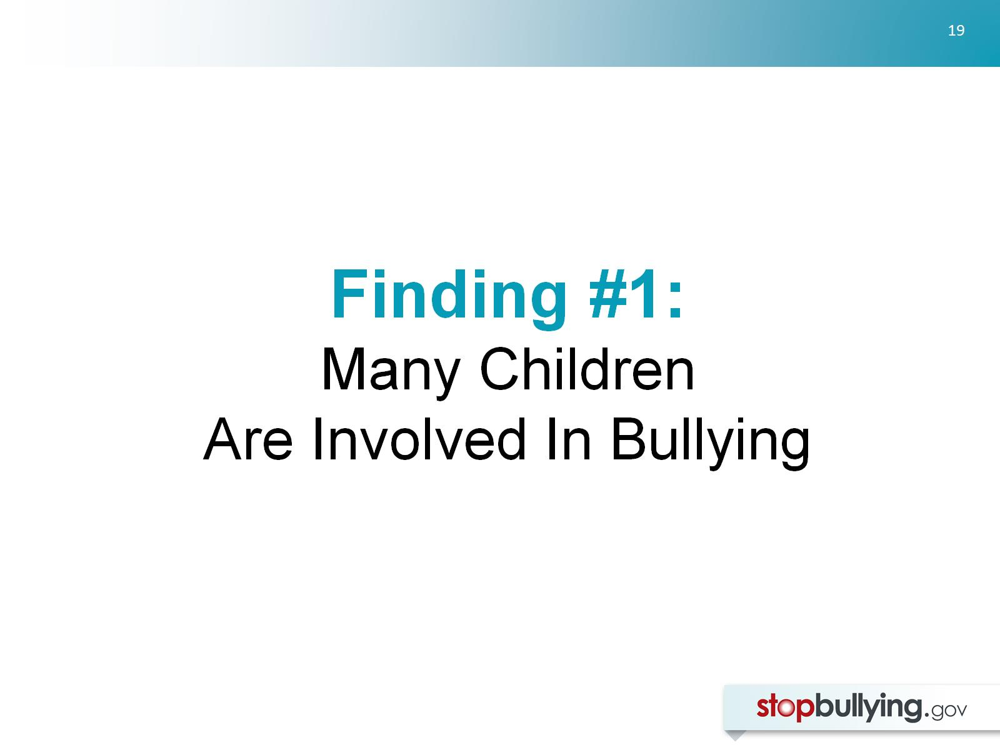 19
Finding #1:
Many Children
Are Involved In Bullying
stopbullying.gov